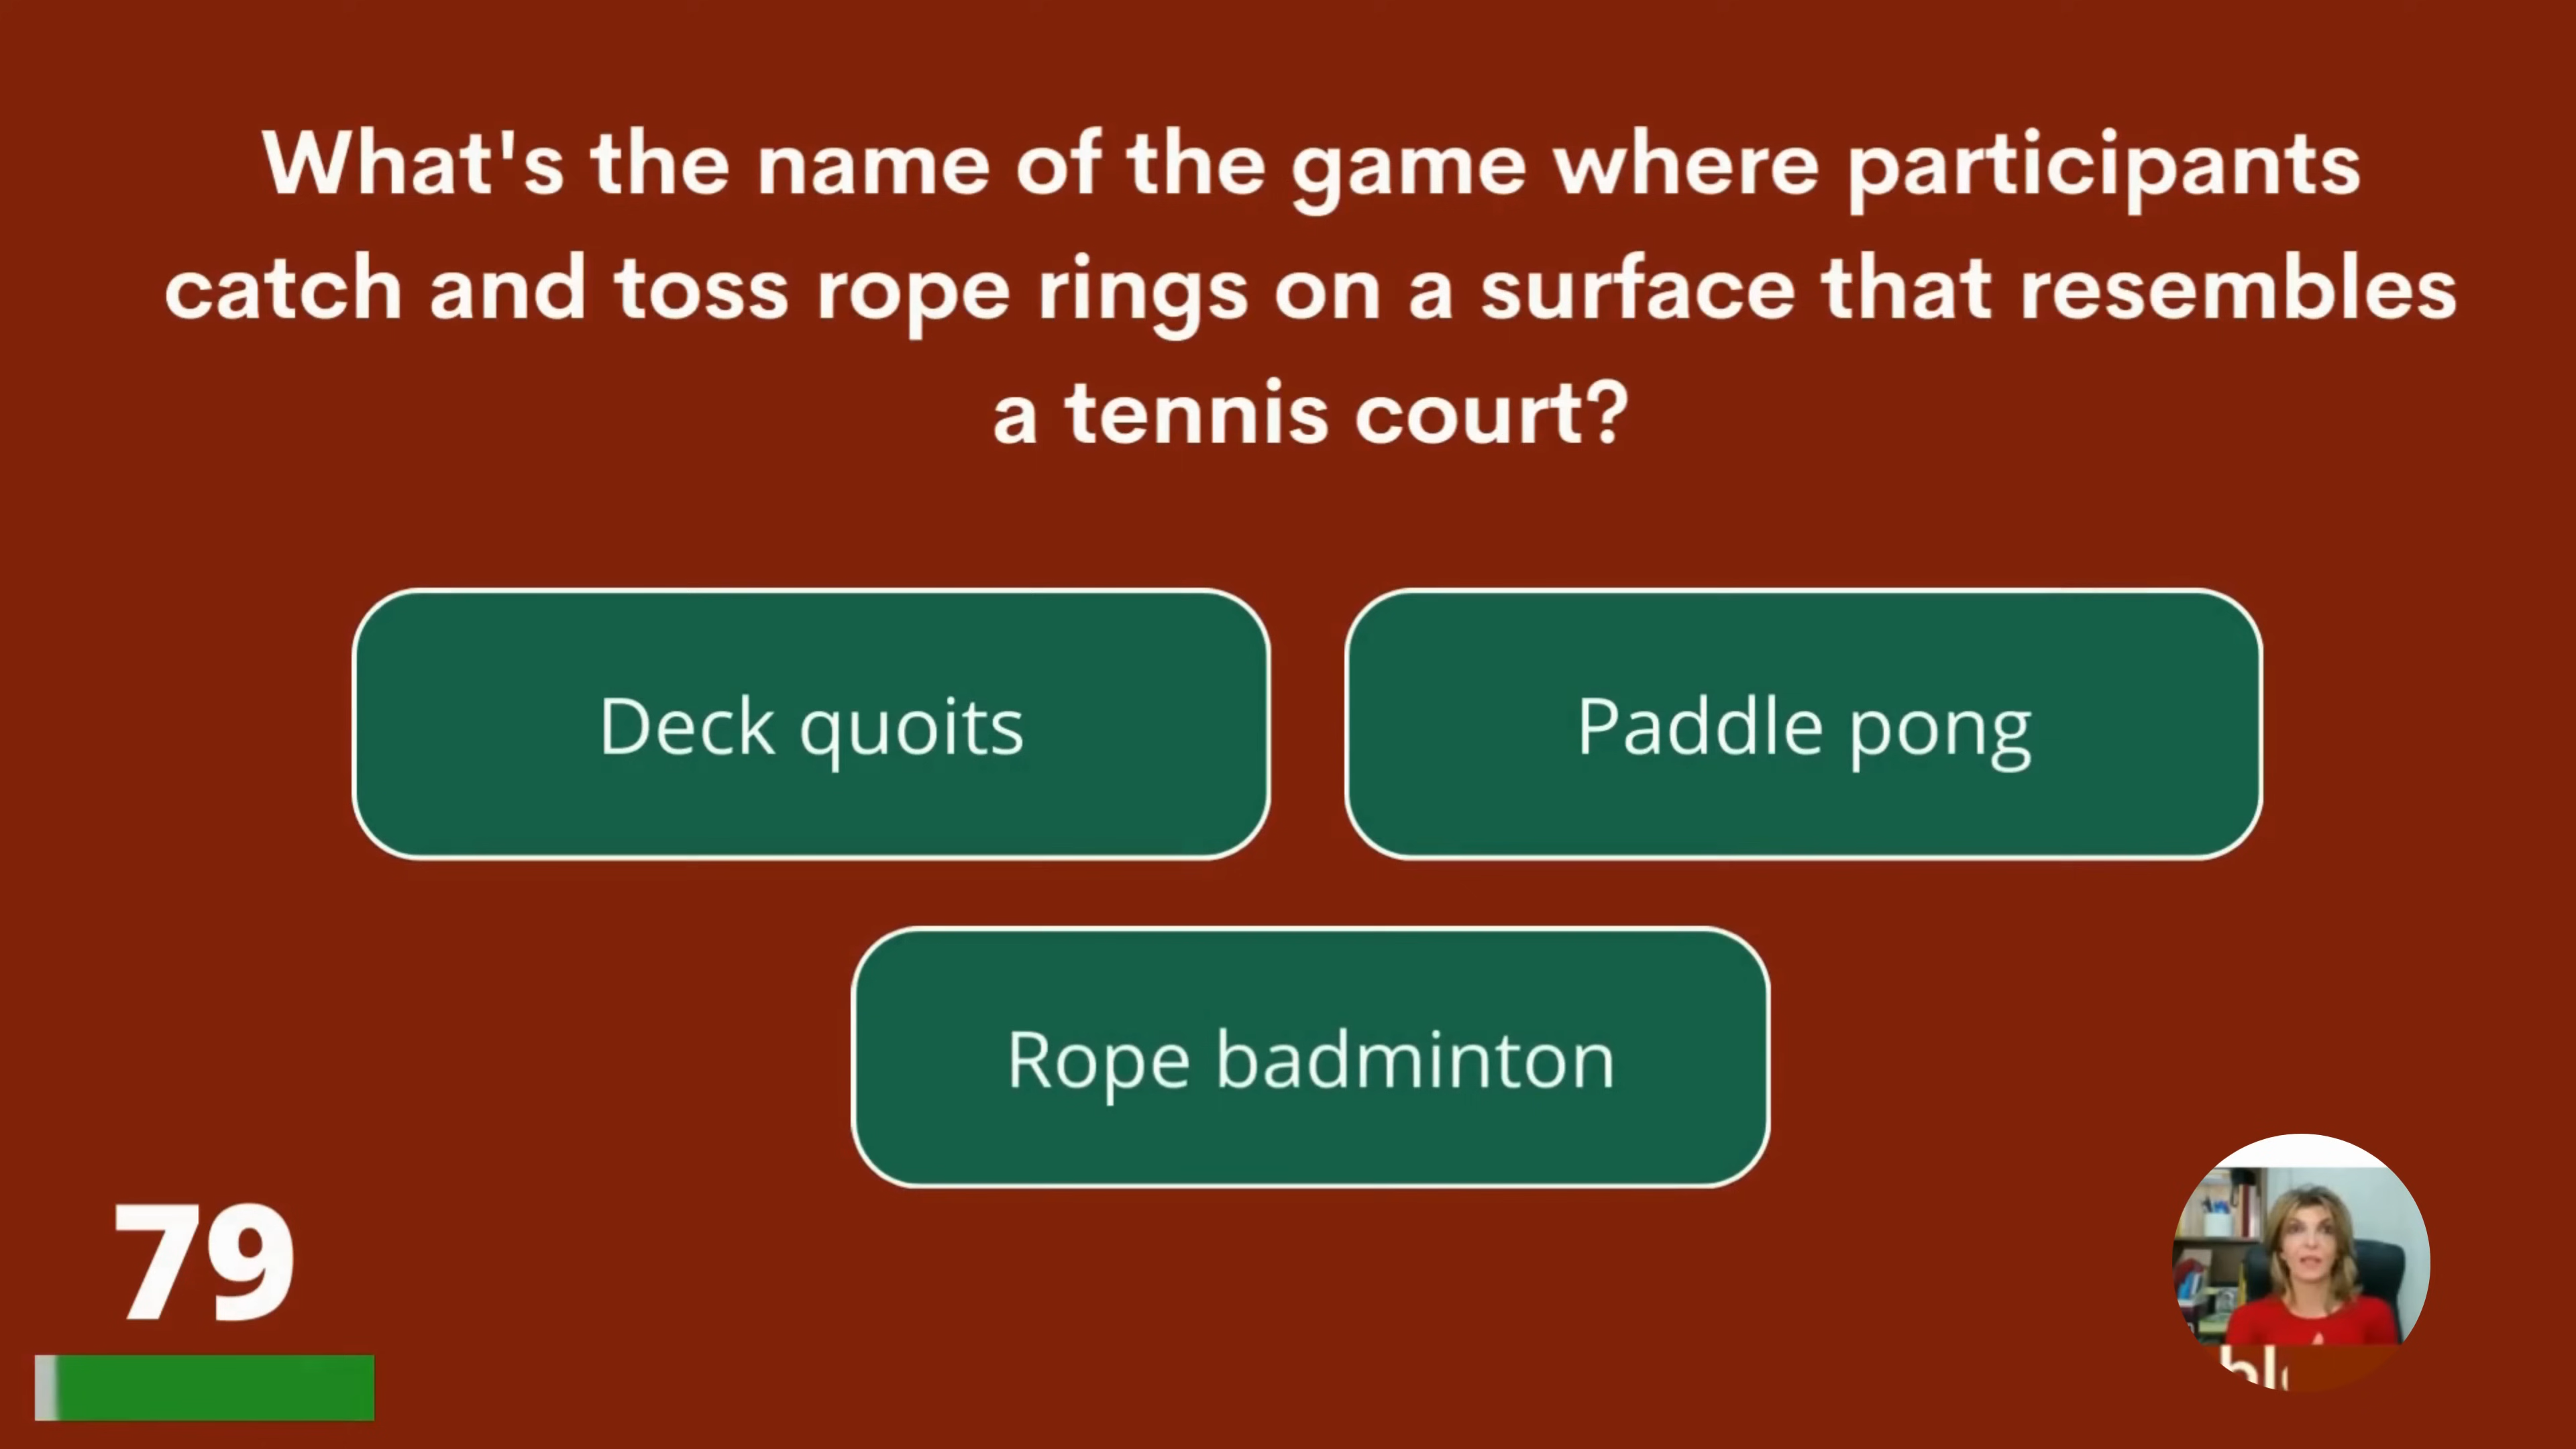 What's the name of the game where participants
catch and toss rope rings on a surface that resembles
a tennis court?
Deck quoits
Paddle pong
Rope badminton
79